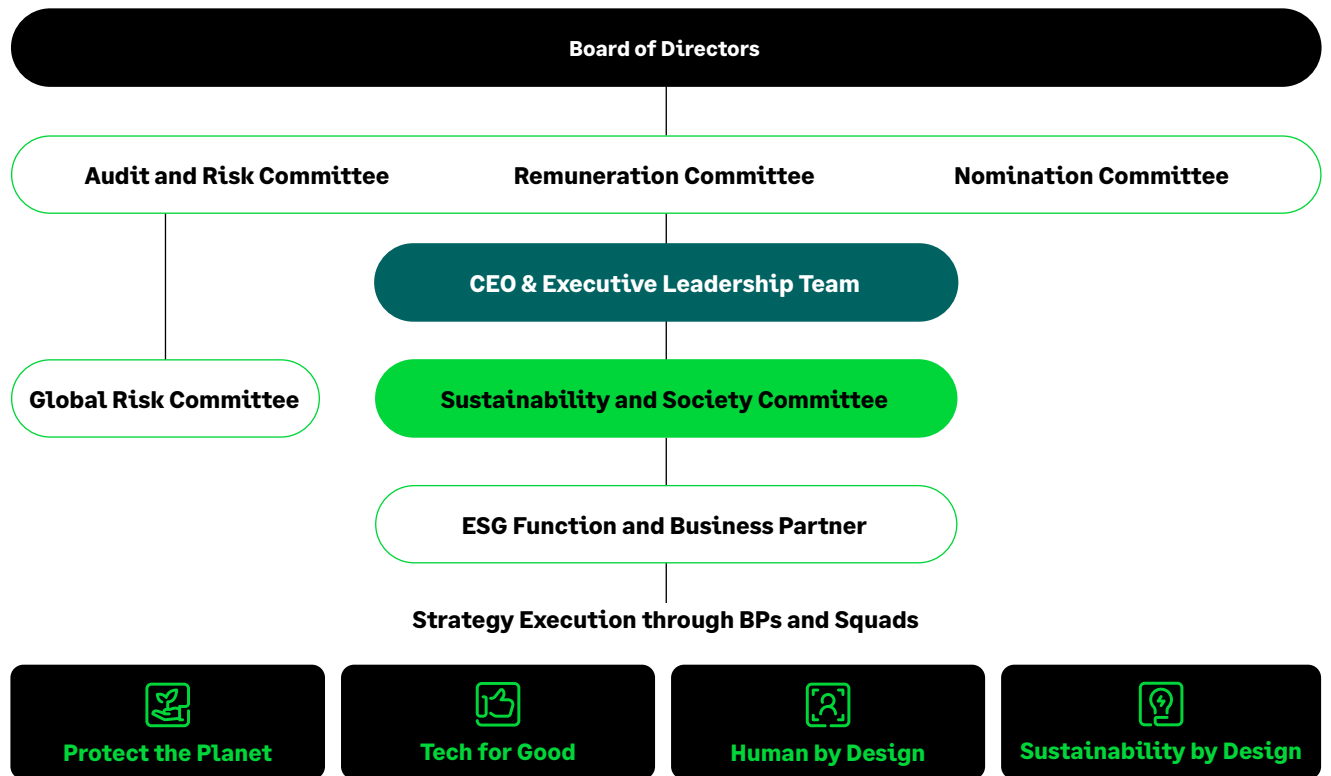 Board of Directors
Audit and Risk Committee
Remuneration Committee
Nomination Committee
CEO & Executive Leadership Team
Global Risk Committee
Sustainability and Society Committee
ESG Function and Business Partner
Strategy Execution through BPs and Squads
Protect the Planet
Tech for Good
Human by Design
Sustainability by Design